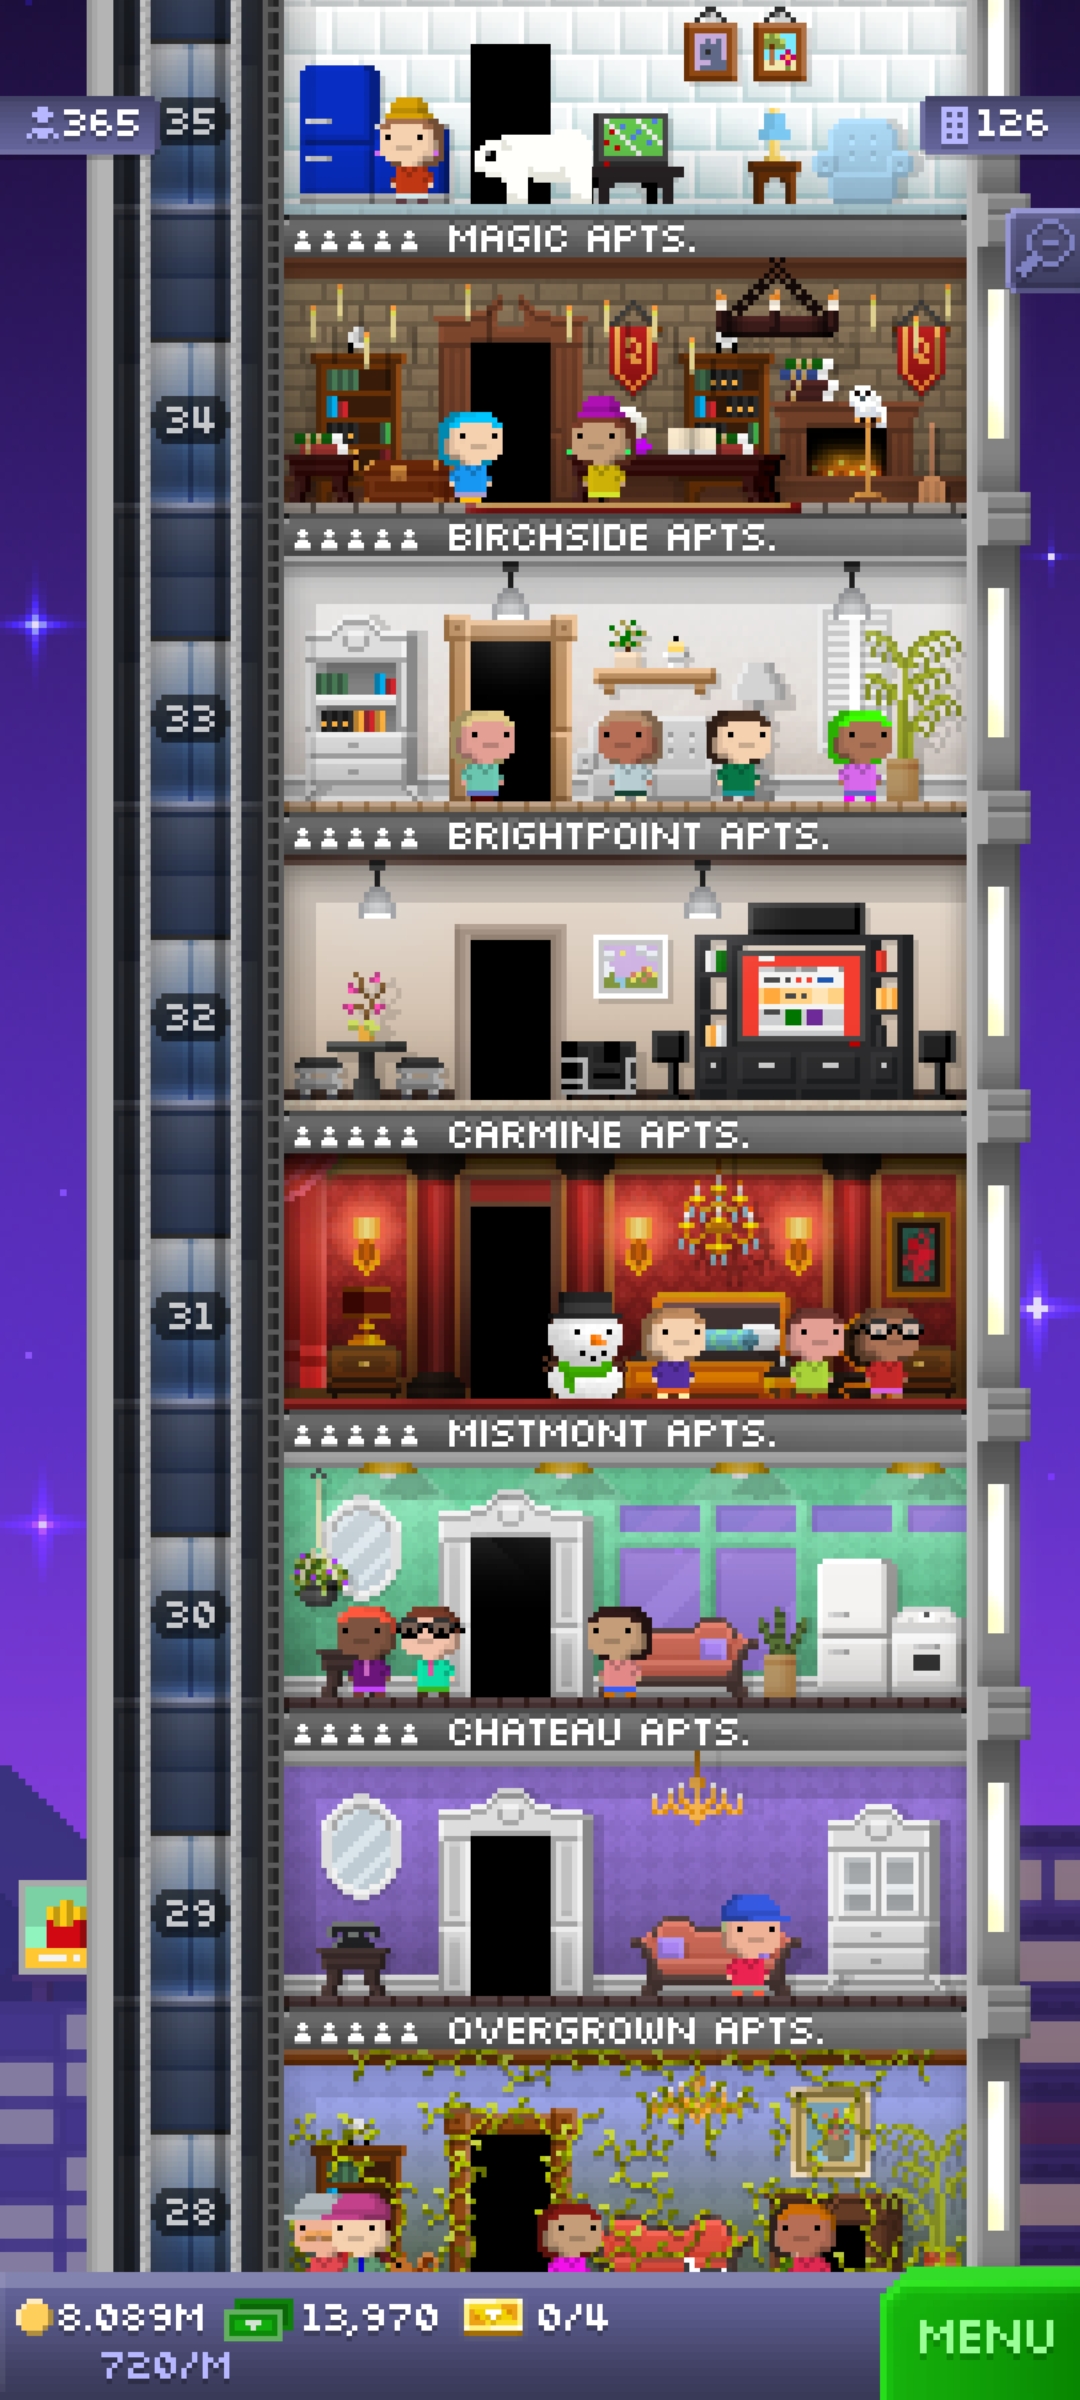 365
35
126
MAGIC APTS.
34
BIRCHSIDE APTS.
33
BRIGHTPOINT APTS.
32
CARMINE APTS.
31
MISTMONT APTS.
30
CHATEAU APTS.
29
OVERGROWN APTS.
28
8.089M 13,970 0/4
720/M
MENU